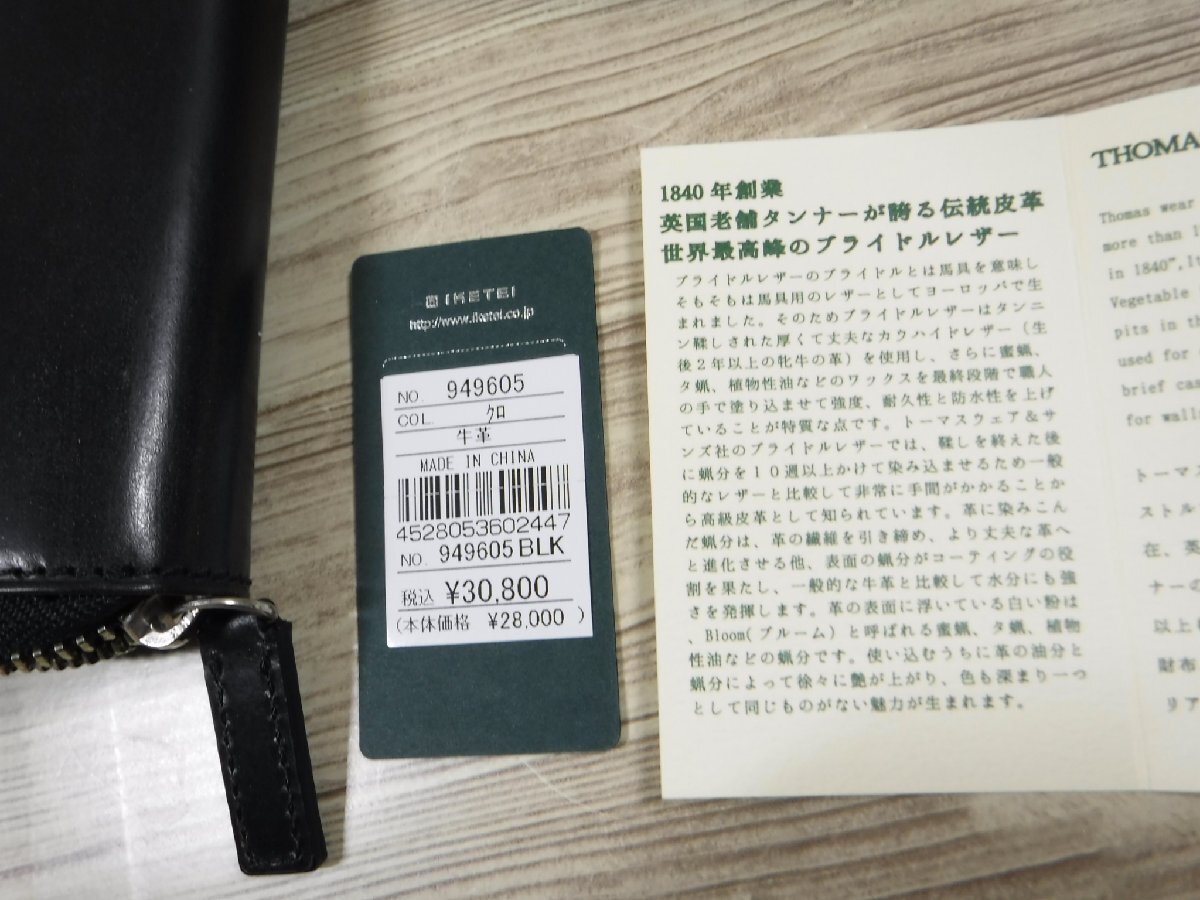 IKETEI
http://www.iketei.co.jp
NO. 949605
COL. クロ
牛革
MADE IN CHINA
4528053602447
NO. 949605BLK
税込 ¥30,800
(本体価格 ¥28,000 )
1840年創業
英国老舗タンナーが誇る伝統皮革
世界最高峰のブライドルレザー
ブライドルレザーのブライドルとは馬具を意味し
そもそもは馬具用のレザーとしてヨーロッパで生
まれました。そのためブライドルレザーはタンニ
ン鞣しされた厚くて丈夫なカウハイドレザー(生
後2年以上の牝牛の革)を使用し、さらに蜜蝋、
タ蝋、植物性油などのワックスを最終段階で職人
の手で塗り込ませて強度、耐久性と防水性を上げ
ていることが特質な点です。トーマスウェア&サ
ンズ社のブライドルレザーでは、鞣しを終えた後
に蝋分を10週以上かけて染み込ませるため一般
的なレザーと比較して非常に手間がかかることか
ら高級皮革として知られています。革に染みこん
だ蝋分は、革の繊維を引き締め、より丈夫な革へ
と進化させる他、表面の蝋分がコーティングの役
割を果たし、一般的な牛革と比較して水分にも強
さを発揮します。革の表面に浮いている白い粉は
、Bloom(ブルーム)と呼ばれる蜜蝋、タ蝋、植物
性油などの蝋分です。使い込むうちに革の油分と
蝋分によって徐々に艶が上がり、色も深まり一つ
として同じものがない魅力が生まれます。
THOMA
Thomas wear
more than 1
in 1840",It
Vegetable
pits in th
used for
brief ca
for wall
トーマ
ストル
在、英
ナーの
以上
財布
リア